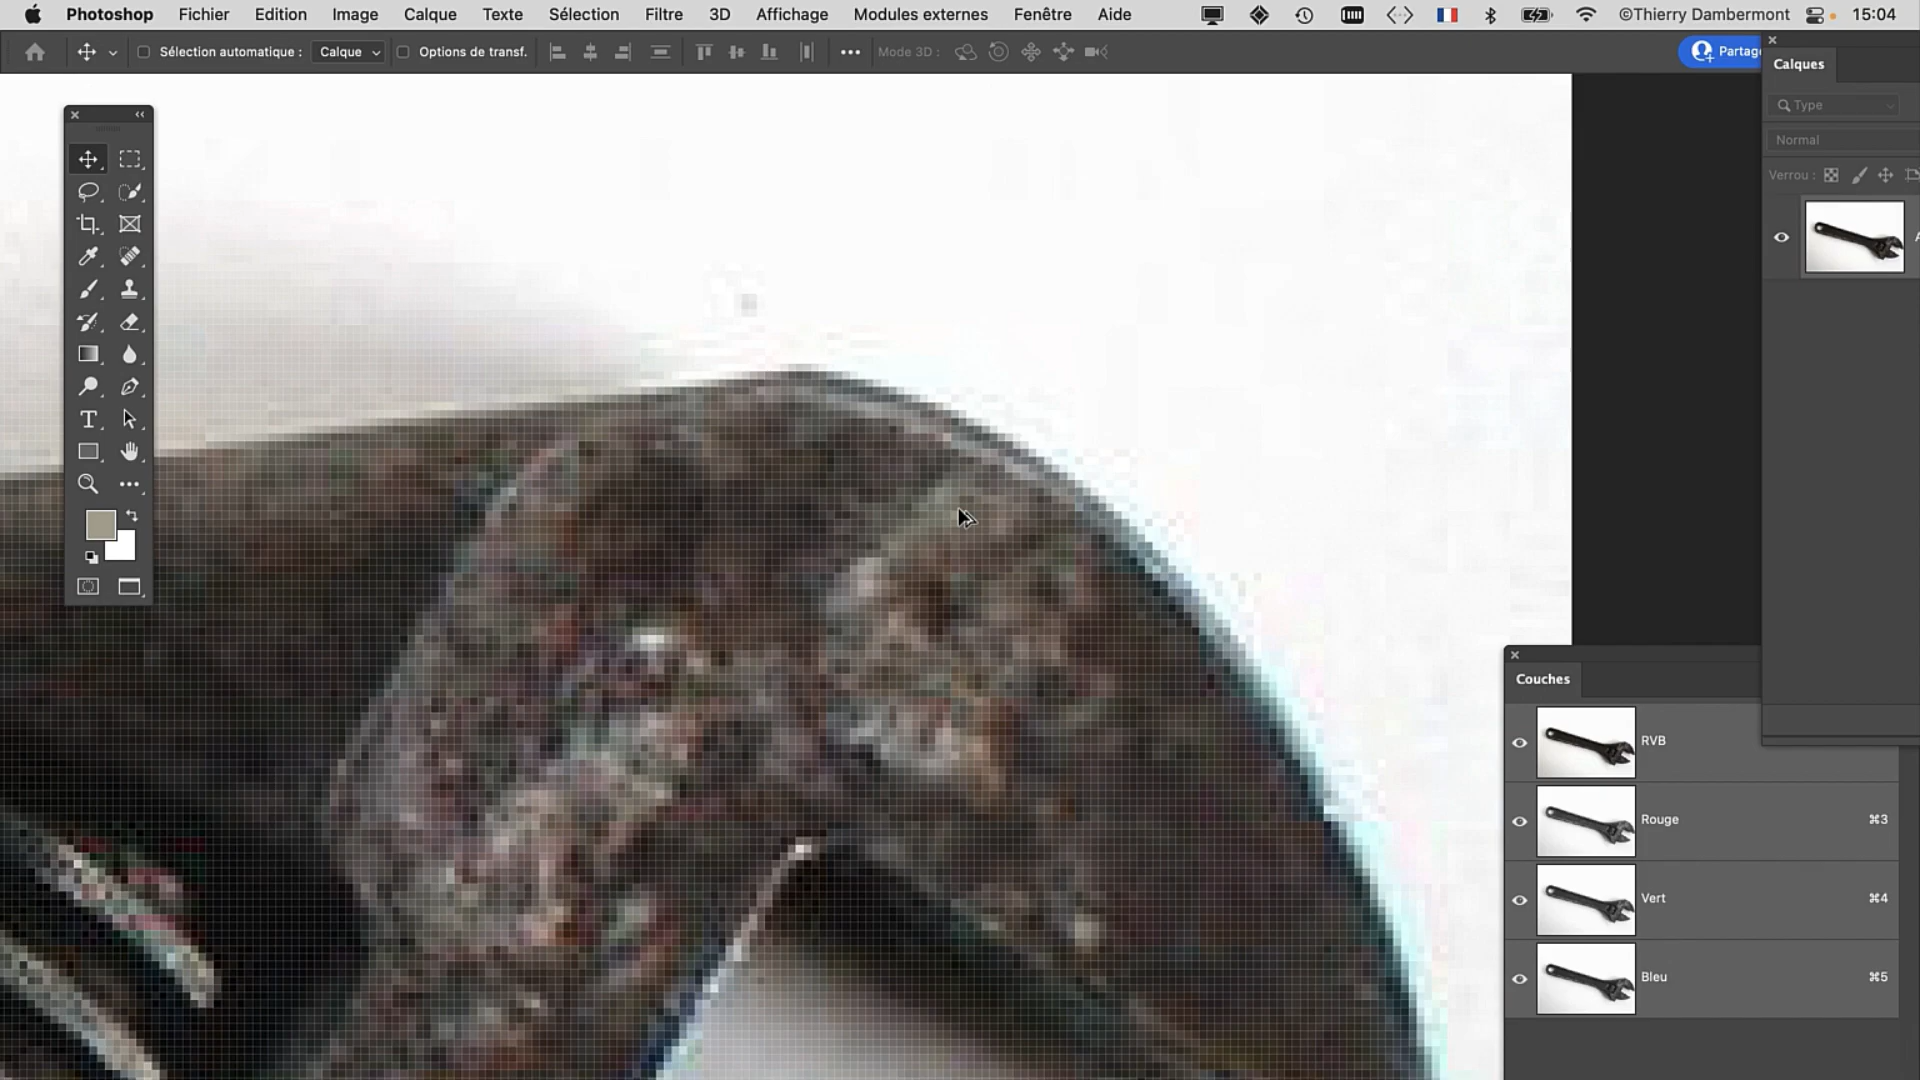 Photoshop Fichier Edition Image Calque Texte Sélection Filtre 3D Affichage Modules externes Fenêtre Aide ©Thierry Dambermont 15:04
Sélection automatique : Calque Options de transf. Mode 3D : Partag
Calques
Type
Normal
Verrou :
Couches
RVB
Rouge ⌘3
Vert ⌘4
Bleu ⌘5